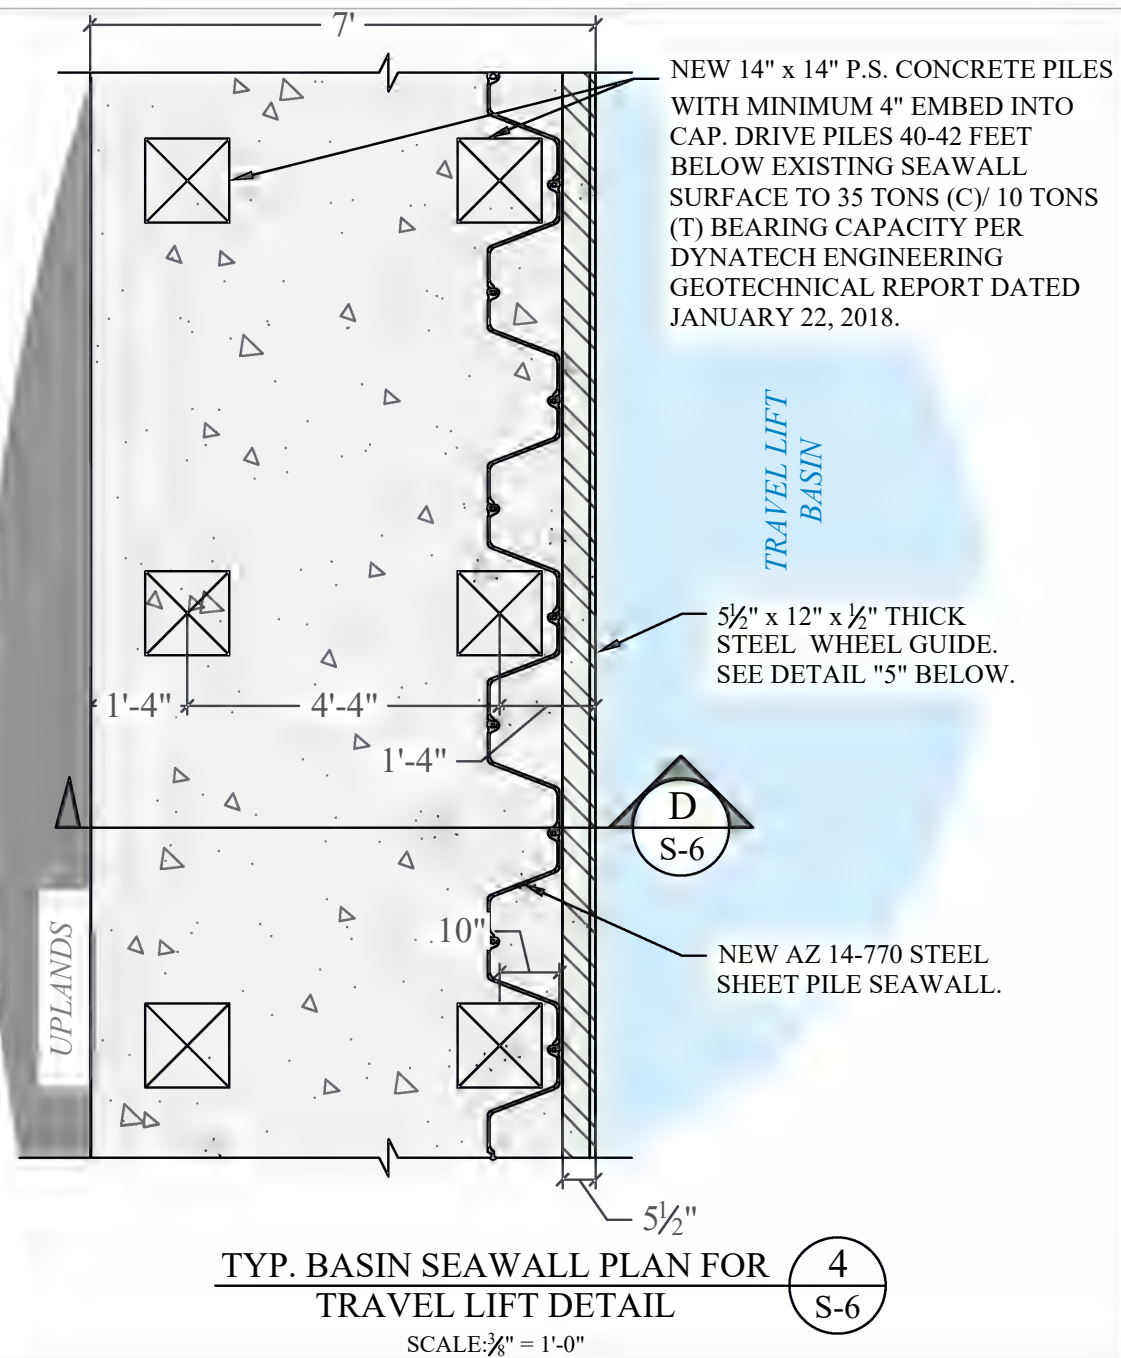 7'
NEW 14" x 14" P.S. CONCRETE PILES
WITH MINIMUM 4" EMBED INTO
CAP. DRIVE PILES 40-42 FEET
BELOW EXISTING SEAWALL
SURFACE TO 35 TONS (C)/ 10 TONS
(T) BEARING CAPACITY PER
DYNATECH ENGINEERING
GEOTECHNICAL REPORT DATED
JANUARY 22, 2018.
TRAVEL LIFT
BASIN
5½" x 12" x ½" THICK
STEEL WHEEL GUIDE.
SEE DETAIL "5" BELOW.
1'-4"
4'-4"
1'-4"
D
S-6
UPLANDS
10"
NEW AZ 14-770 STEEL
SHEET PILE SEAWALL.
5½"
TYP. BASIN SEAWALL PLAN FOR
TRAVEL LIFT DETAIL
4
S-6
SCALE:⅜" = 1'-0"